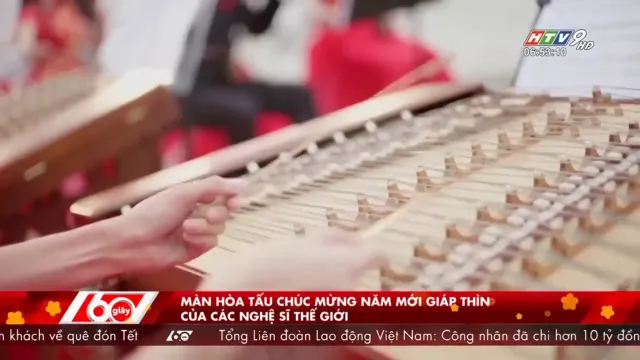 HTV9 HD
06:53:10
60 giây
MÀN HÒA TẤU CHÚC MỪNG NĂM MỚI GIÁP THÌN
CỦA CÁC NGHỆ SĨ THẾ GIỚI
h khách về quê đón Tết 60 Tổng Liên đoàn Lao động Việt Nam: Công nhân đã chi hơn 10 tỷ đồn